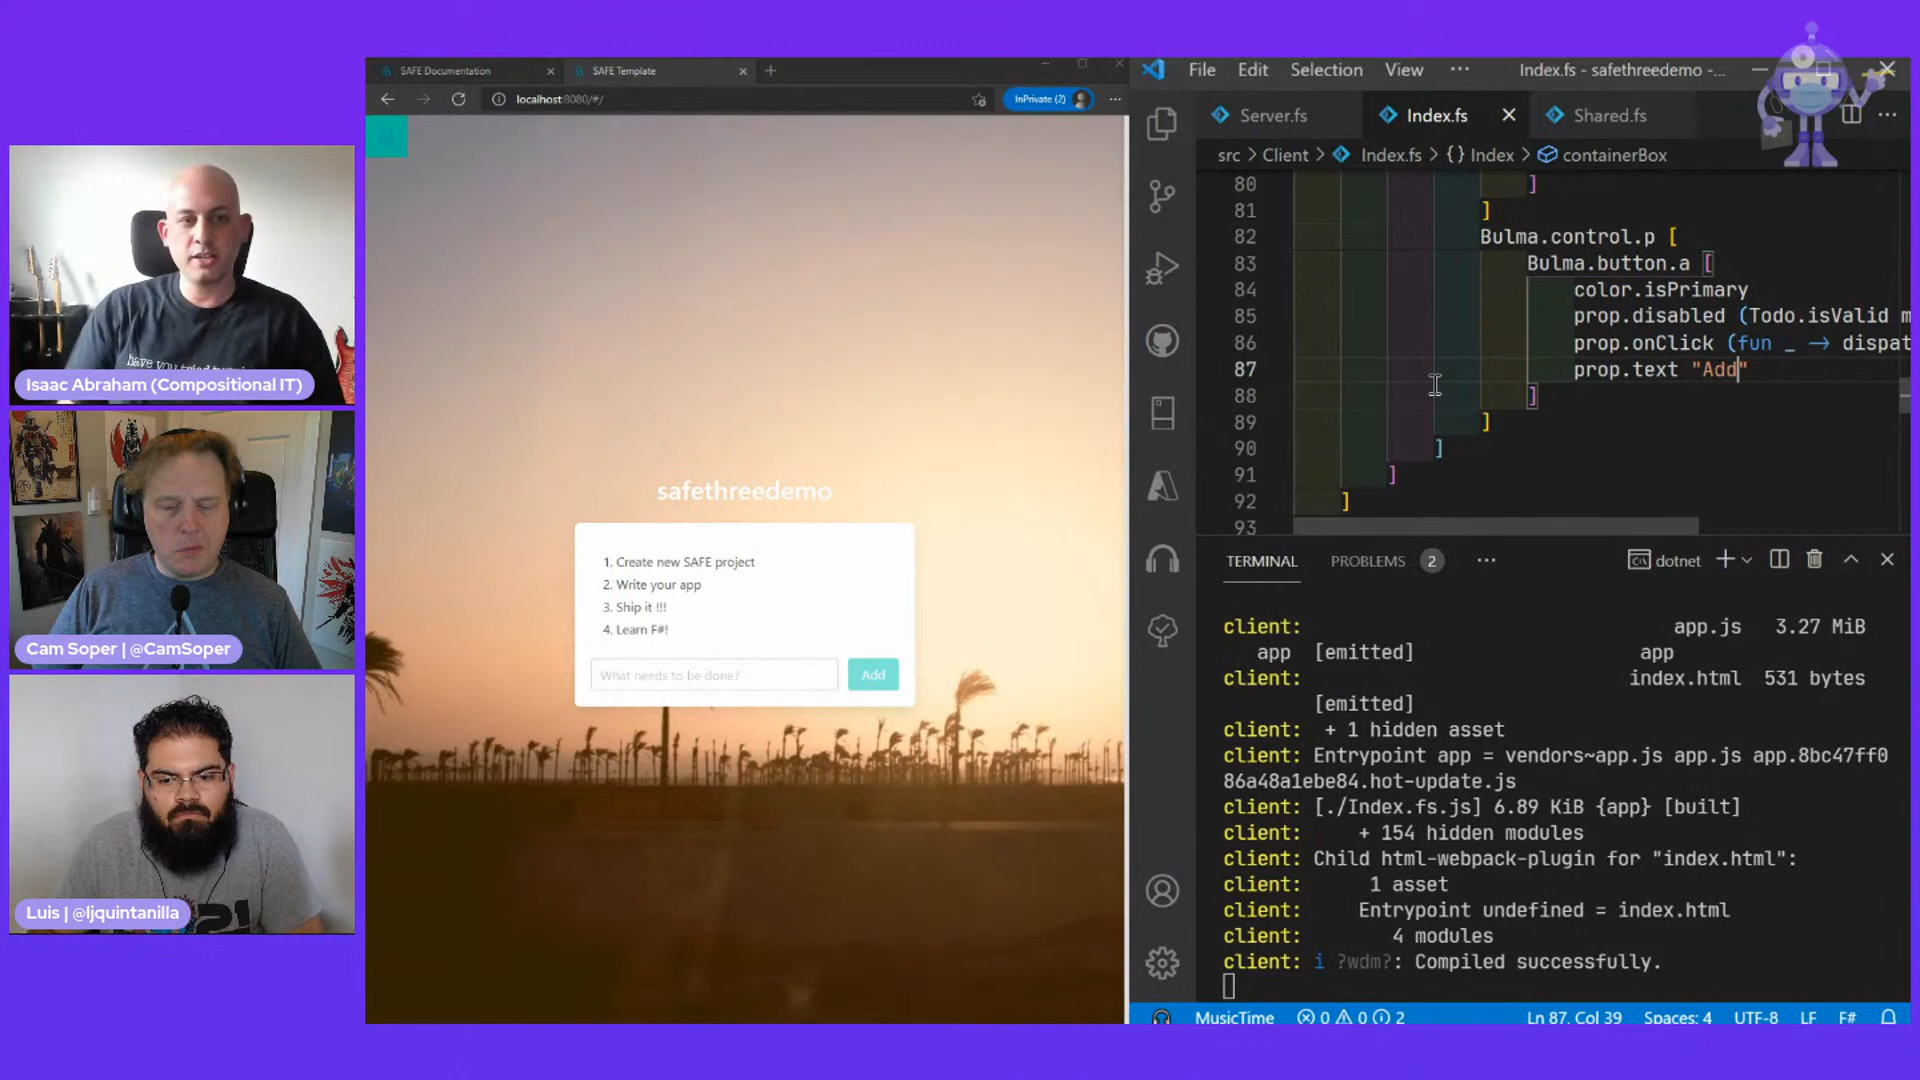 have you tried
Isaac Abraham (Compositional IT)
Cam Soper | @CamSoper
21
Luis | @ljquintanilla
SAFE Documentation
SAFE Template
localhost:8080/#/
InPrivate (2)
safethreedemo
1. Create new SAFE project
2. Write your app
3. Ship it !!!
4. Learn F#!
What needs to be done?
Add
File Edit Selection View ··· Index.fs - safethreedemo -...
Server.fs
Index.fs
Shared.fs
src > Client > Index.fs > {} Index > containerBox
80 ]
81 ]
82 Bulma.control.p [
83 Bulma.button.a [
84 color.isPrimary
85 prop.disabled (Todo.isValid m
86 prop.onClick (fun _ -> dispat
87 prop.text "Add"
88 ]
89 ]
90 ]
91 ]
92 ]
93
TERMINAL PROBLEMS 2 ··· dotnet
client: app.js 3.27 MiB
app [emitted] app
client: index.html 531 bytes
[emitted]
client: + 1 hidden asset
client: Entrypoint app = vendors~app.js app.js app.8bc47ff0
86a48a1ebe84.hot-update.js
client: [./Index.fs.js] 6.89 KiB {app} [built]
client: + 154 hidden modules
client: Child html-webpack-plugin for "index.html":
client: 1 asset
client: Entrypoint undefined = index.html
client: 4 modules
client: i ?wdm?: Compiled successfully.
MusicTime 0 0 2 Ln 87, Col 39 Spaces: 4 UTF-8 LF F#